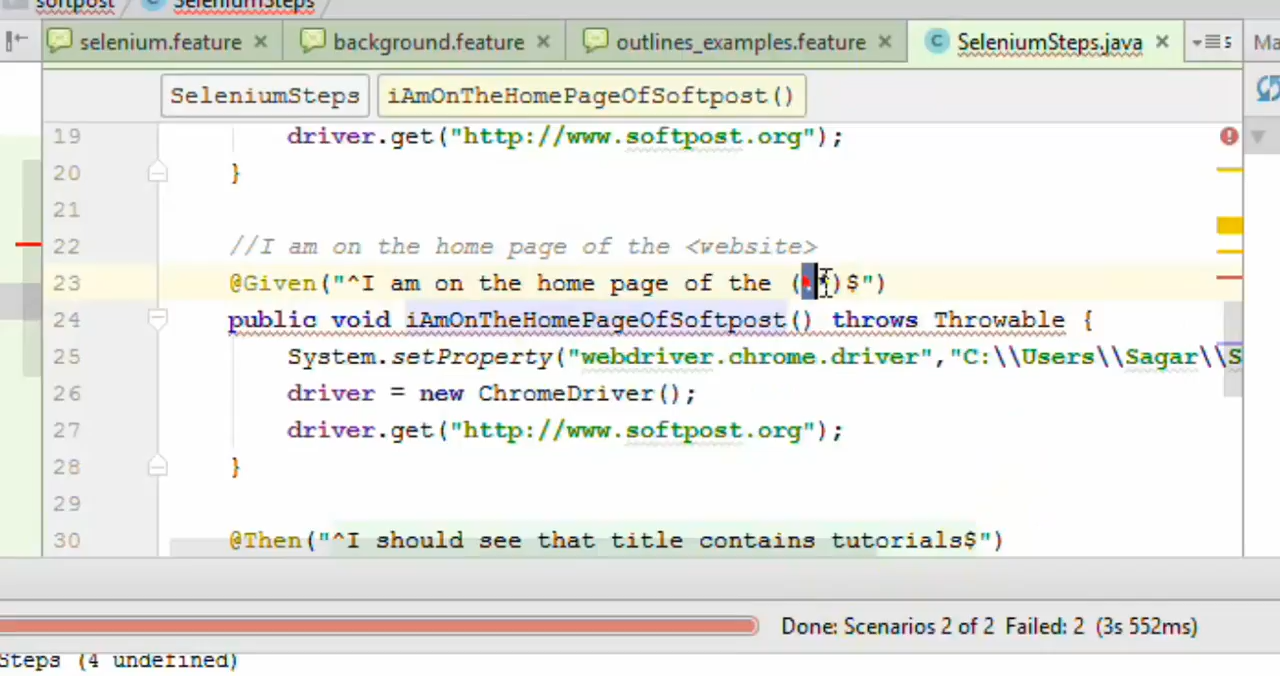 softpost SeleniumSteps
selenium.feature background.feature outlines_examples.feature SeleniumSteps.java 5 Ma
SeleniumSteps iAmOnTheHomePageOfSoftpost()
19 driver.get("http://www.softpost.org");
20 }
21
22 //I am on the home page of the <website>
23 @Given("^I am on the home page of the (.*)$")
24 public void iAmOnTheHomePageOfSoftpost() throws Throwable {
25 System.setProperty("webdriver.chrome.driver","C:\\Users\\Sagar\\S
26 driver = new ChromeDriver();
27 driver.get("http://www.softpost.org");
28 }
29
30 @Then("^I should see that title contains tutorials$")
Done: Scenarios 2 of 2 Failed: 2 (3s 552ms)
Steps (4 undefined)